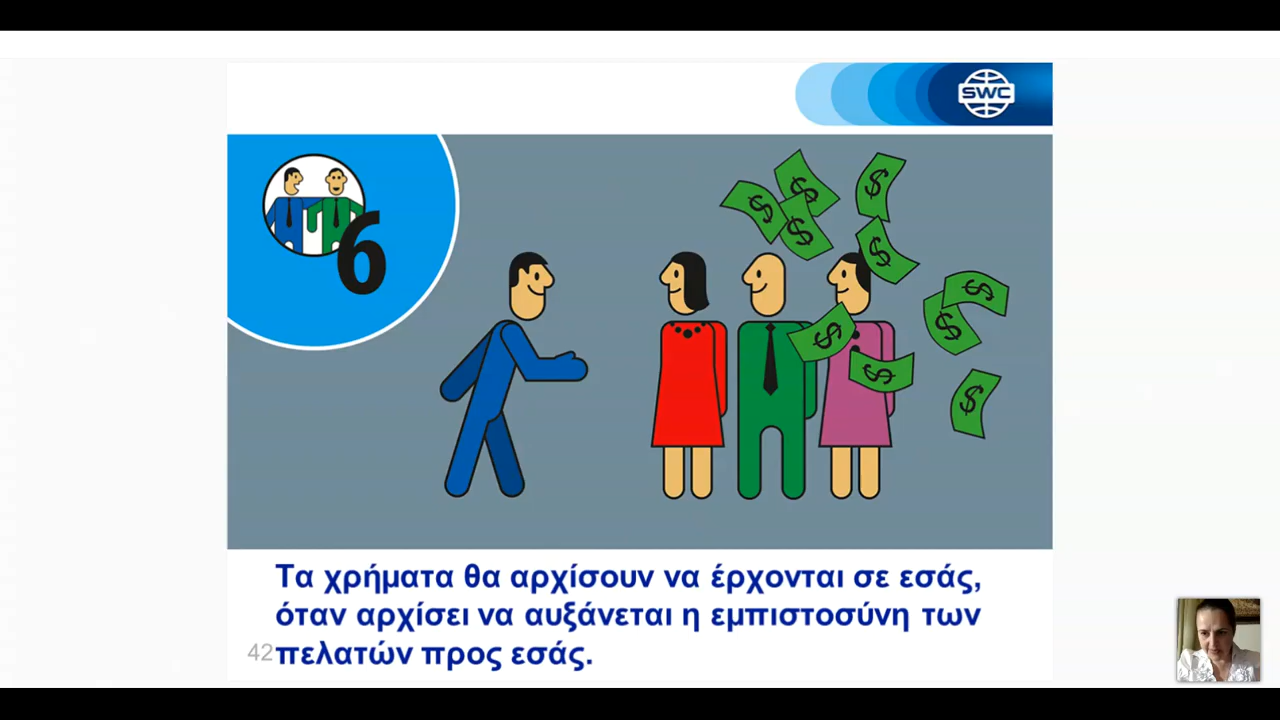 SWC
6
$ $ $ $ $ $ $ $ $ $
Τα χρήματα θα αρχίσουν να έρχονται σε εσάς,
όταν αρχίσει να αυξάνεται η εμπιστοσύνη των
42 πελατών προς εσάς.